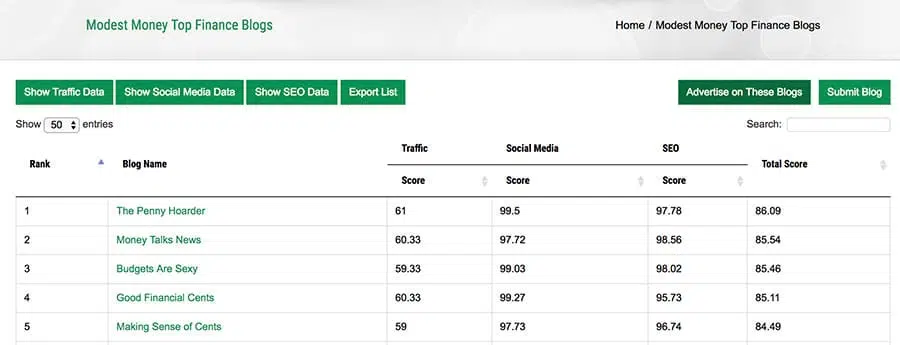 Modest Money Top Finance Blogs
Home / Modest Money Top Finance Blogs
Show Traffic Data Show Social Media Data Show SEO Data Export List Advertise on These Blogs Submit Blog
Show 50 entries Search:
Traffic Social Media SEO
Rank Blog Name Total Score
Score Score Score
1 The Penny Hoarder 61 99.5 97.78 86.09
2 Money Talks News 60.33 97.72 98.56 85.54
3 Budgets Are Sexy 59.33 99.03 98.02 85.46
4 Good Financial Cents 60.33 99.27 95.73 85.11
5 Making Sense of Cents 59 97.73 96.74 84.49